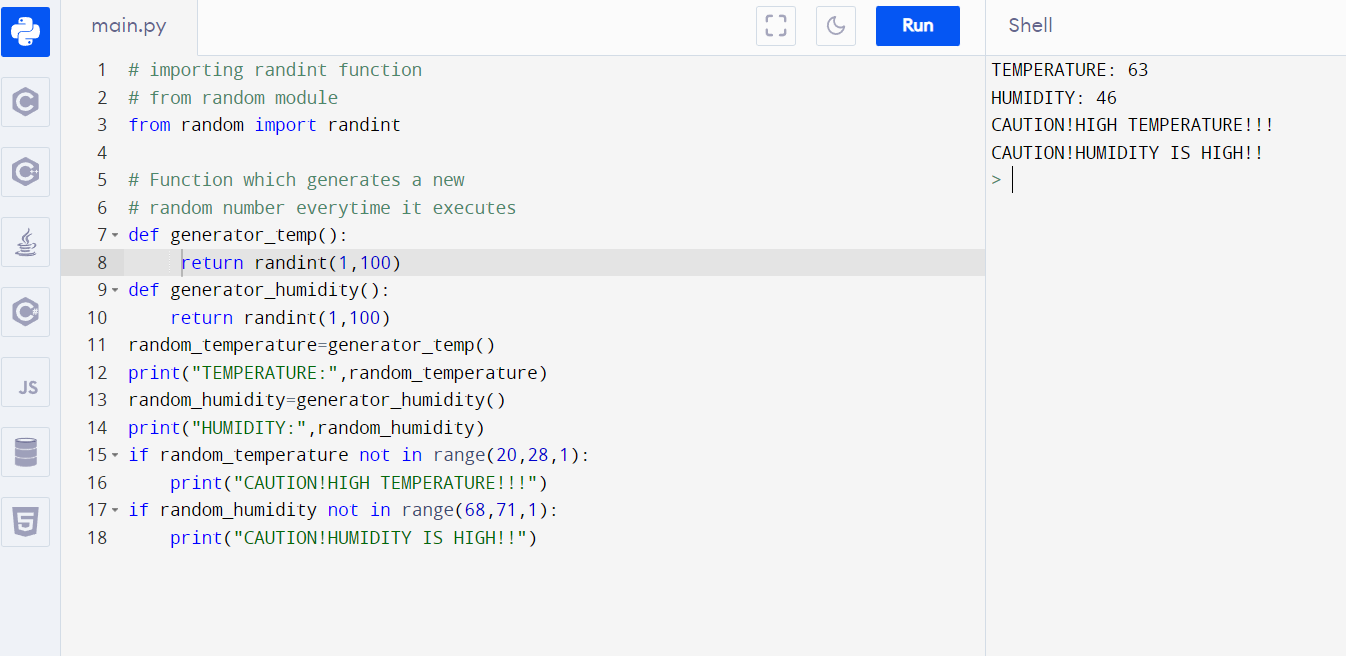 main.py
Run
Shell
1 # importing randint function
2 # from random module
3 from random import randint
4
5 # Function which generates a new
6 # random number everytime it executes
7 def generator_temp():
8      return randint(1,100)
9 def generator_humidity():
10     return randint(1,100)
11 random_temperature=generator_temp()
12 print("TEMPERATURE:",random_temperature)
13 random_humidity=generator_humidity()
14 print("HUMIDITY:",random_humidity)
15 if random_temperature not in range(20,28,1):
16     print("CAUTION!HIGH TEMPERATURE!!!")
17 if random_humidity not in range(68,71,1):
18     print("CAUTION!HUMIDITY IS HIGH!!")
TEMPERATURE: 63
HUMIDITY: 46
CAUTION!HIGH TEMPERATURE!!!
CAUTION!HUMIDITY IS HIGH!!
>
C
C++
C#
JS
5